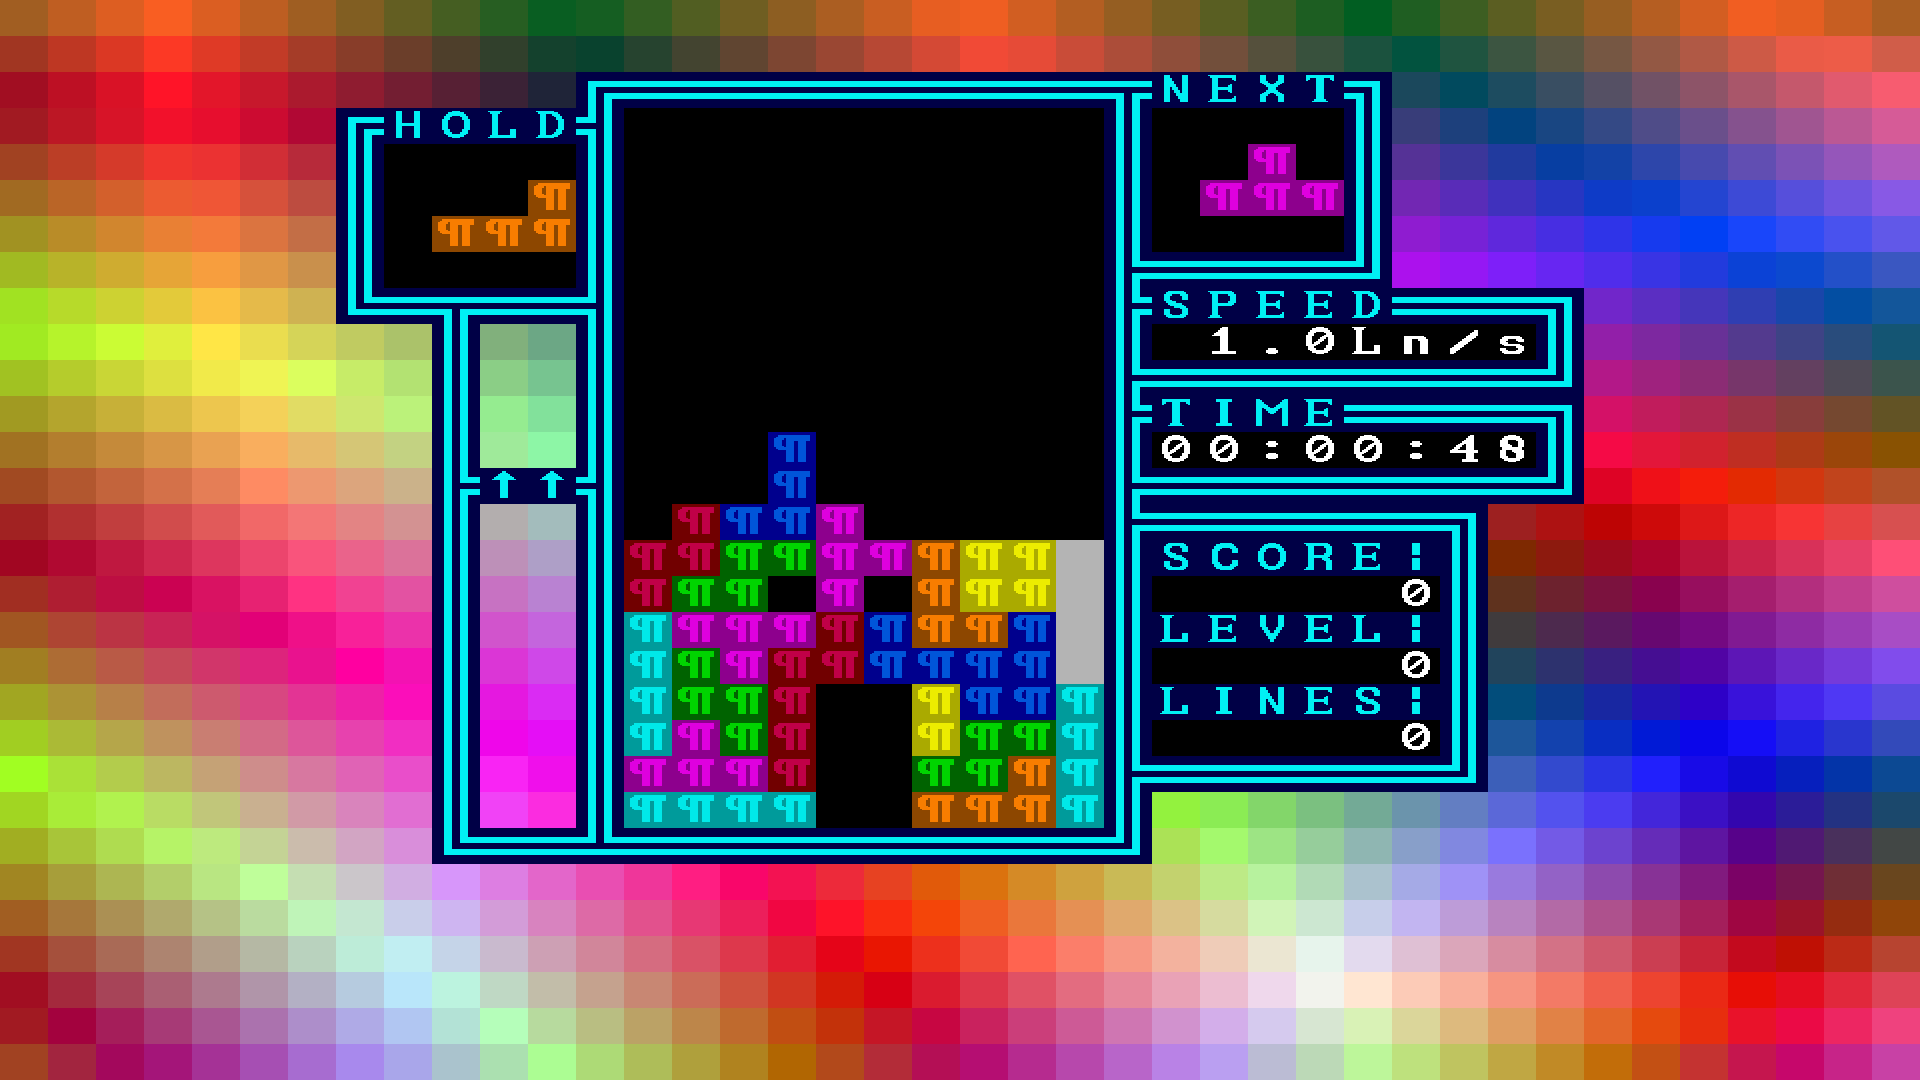 HOLD
NEXT
SPEED
1.0Ln/s
TIME
00:00:48
SCORE:
0
LEVEL:
0
LINES:
0
↑ ↑